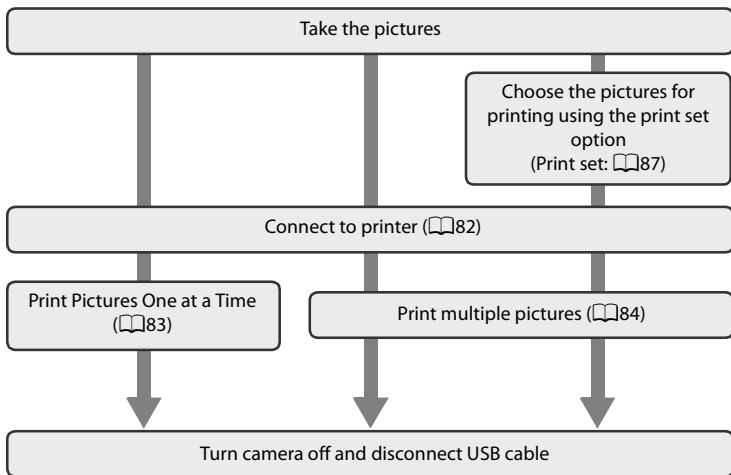 Take the pictures
Choose the pictures for
printing using the print set
option
(Print set: 📖87)
Connect to printer (📖82)
Print Pictures One at a Time
(📖83)
Print multiple pictures (📖84)
Turn camera off and disconnect USB cable